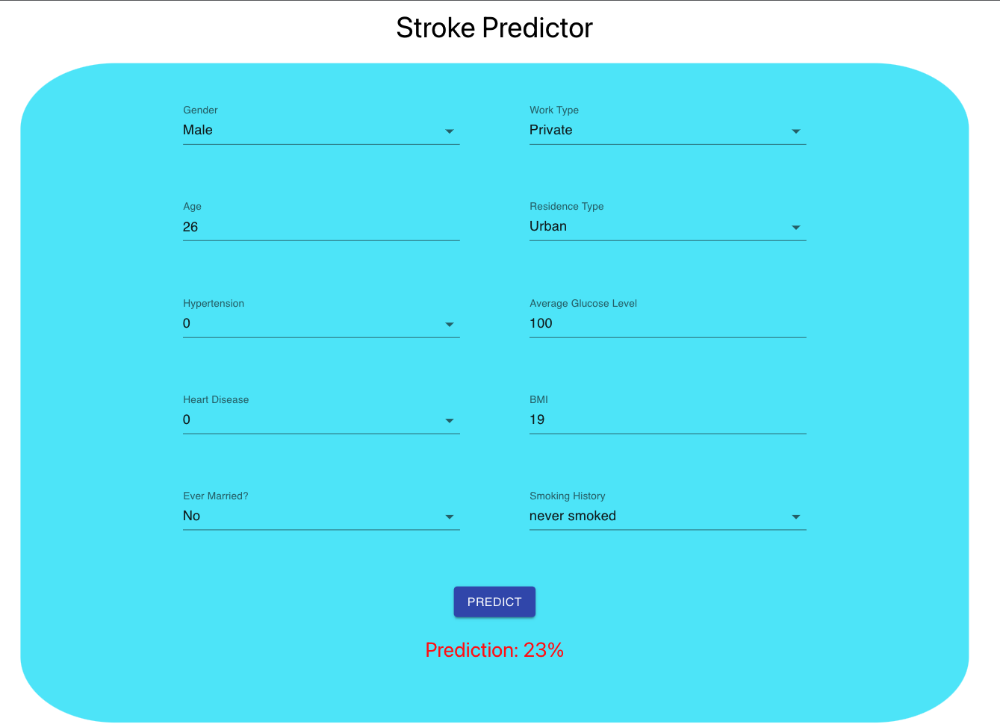 Stroke Predictor
Gender
Male
Work Type
Private
Age
26
Residence Type
Urban
Hypertension
0
Average Glucose Level
100
Heart Disease
0
BMI
19
Ever Married?
No
Smoking History
never smoked
PREDICT
Prediction: 23%